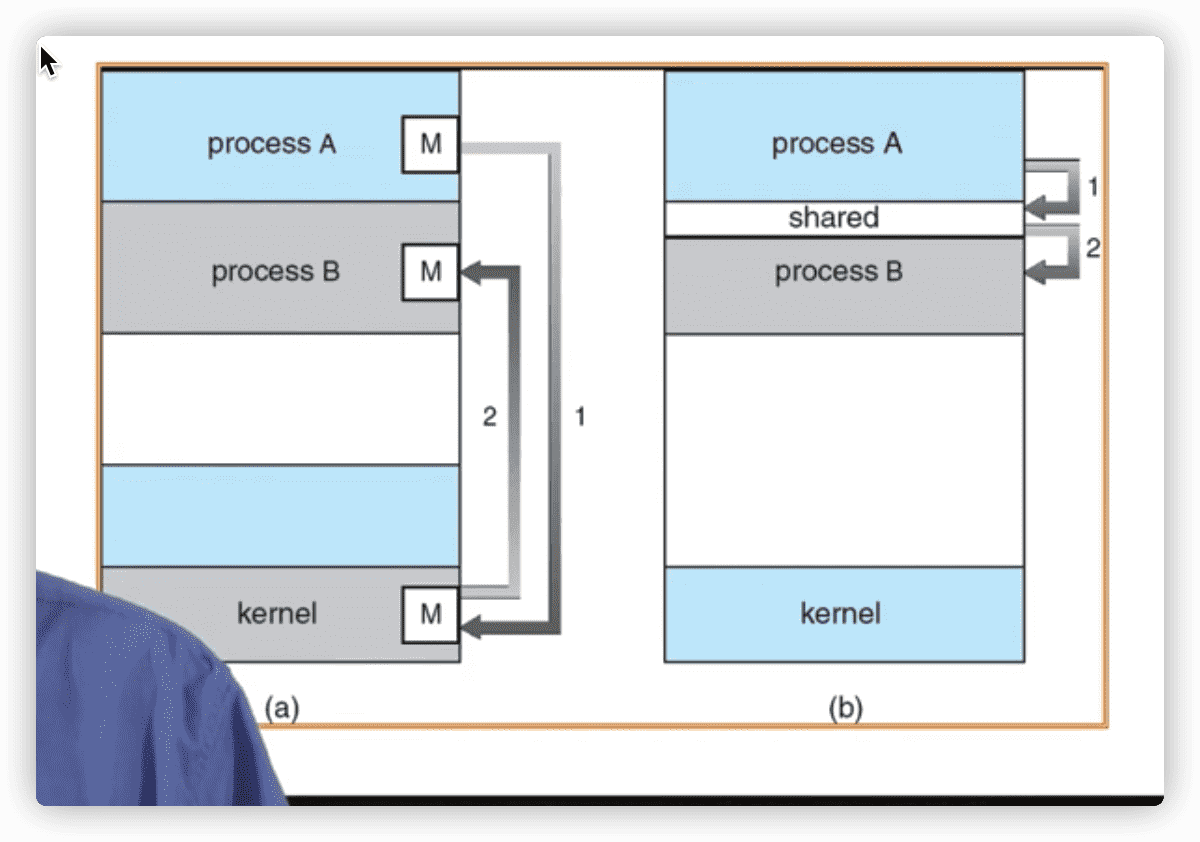 process A
M
process B
M
2
1
kernel
M
(a)
process A
1
shared
2
process B
kernel
(b)